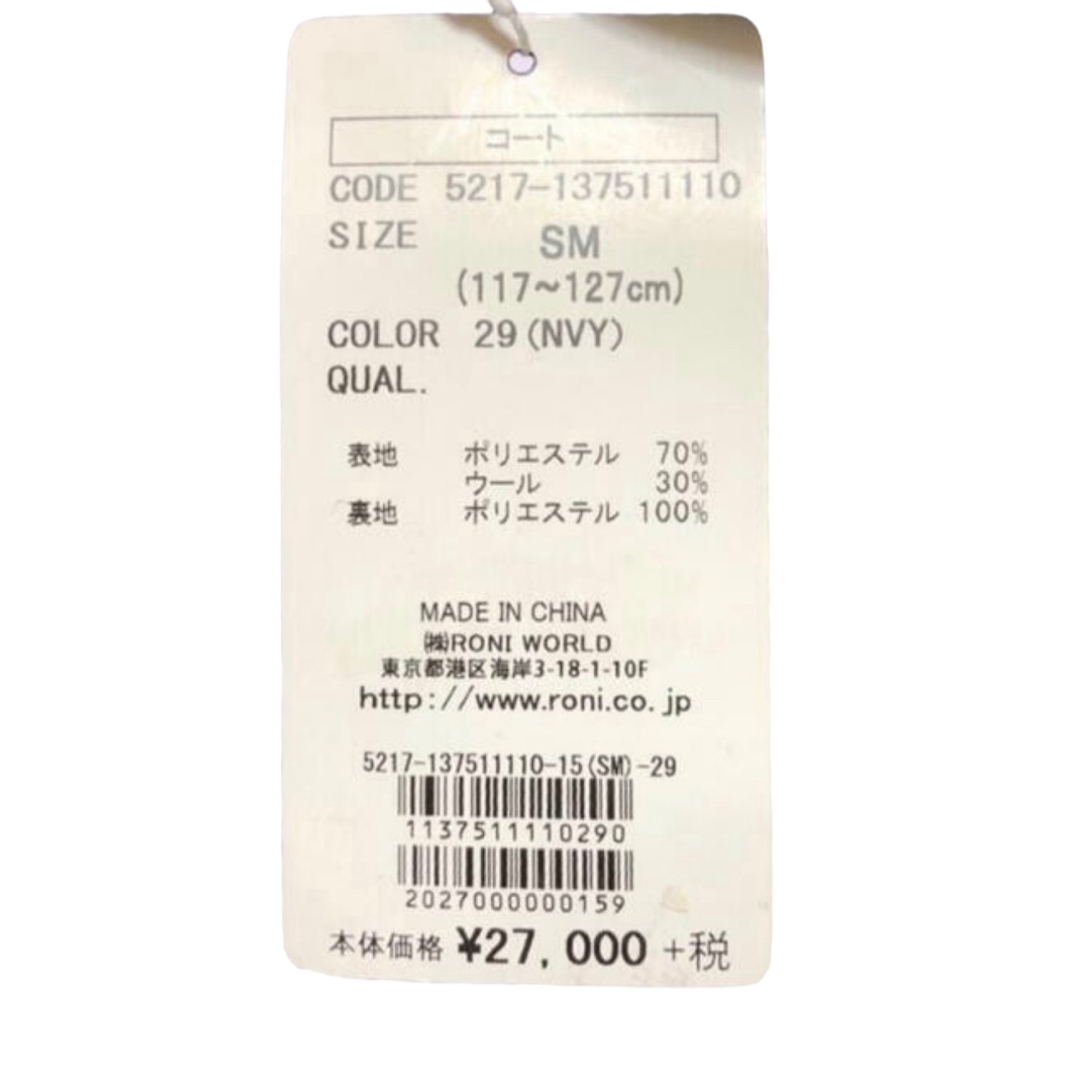 コート
CODE 5217-137511110
SIZE SM
(117~127cm)
COLOR 29(NVY)
QUAL.
表地 ポリエステル 70%
ウール 30%
裏地 ポリエステル 100%
MADE IN CHINA
㈱RONI WORLD
東京都港区海岸3-18-1-10F
http://www.roni.co.jp
5217-137511110-15(SM)-29
1137511110290
2027000000159
本体価格 ¥27,000 +税